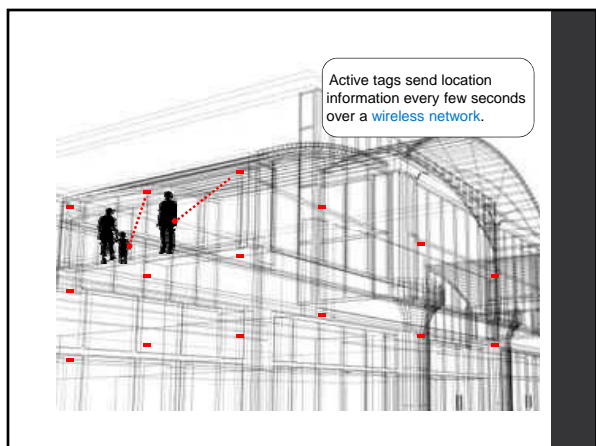 Active tags send location
information every few seconds
over a wireless network.